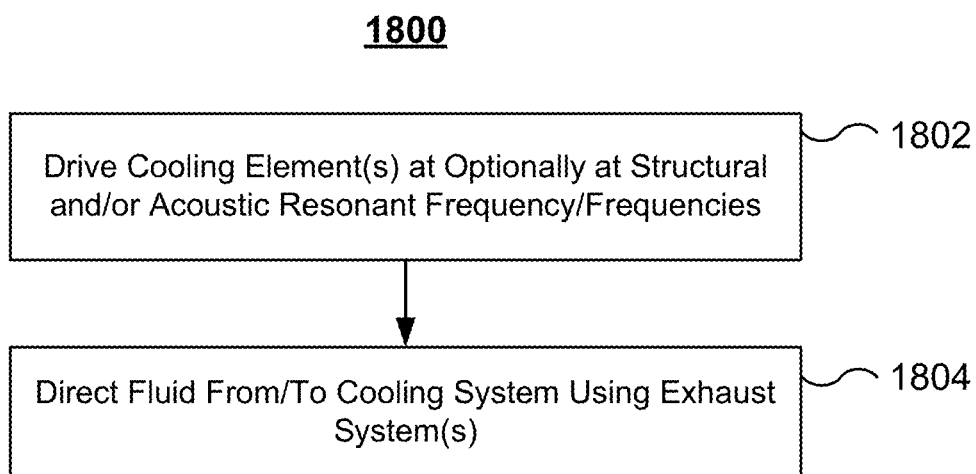 1800
Drive Cooling Element(s) at Optionally at Structural
and/or Acoustic Resonant Frequency/Frequencies
1802
Direct Fluid From/To Cooling System Using Exhaust
System(s)
1804